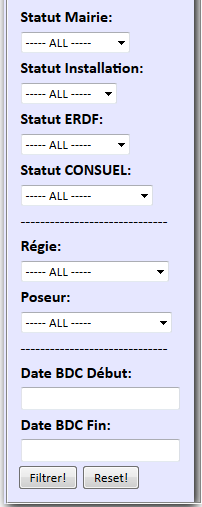 Statut Mairie:
----- ALL -----
Statut Installation:
----- ALL -----
Statut ERDF:
----- ALL -----
Statut CONSUEL:
----- ALL -----
------------------------------
Régie:
----- ALL -----
Poseur:
----- ALL -----
------------------------------
Date BDC Début:
Date BDC Fin:
Filtrer! Reset!